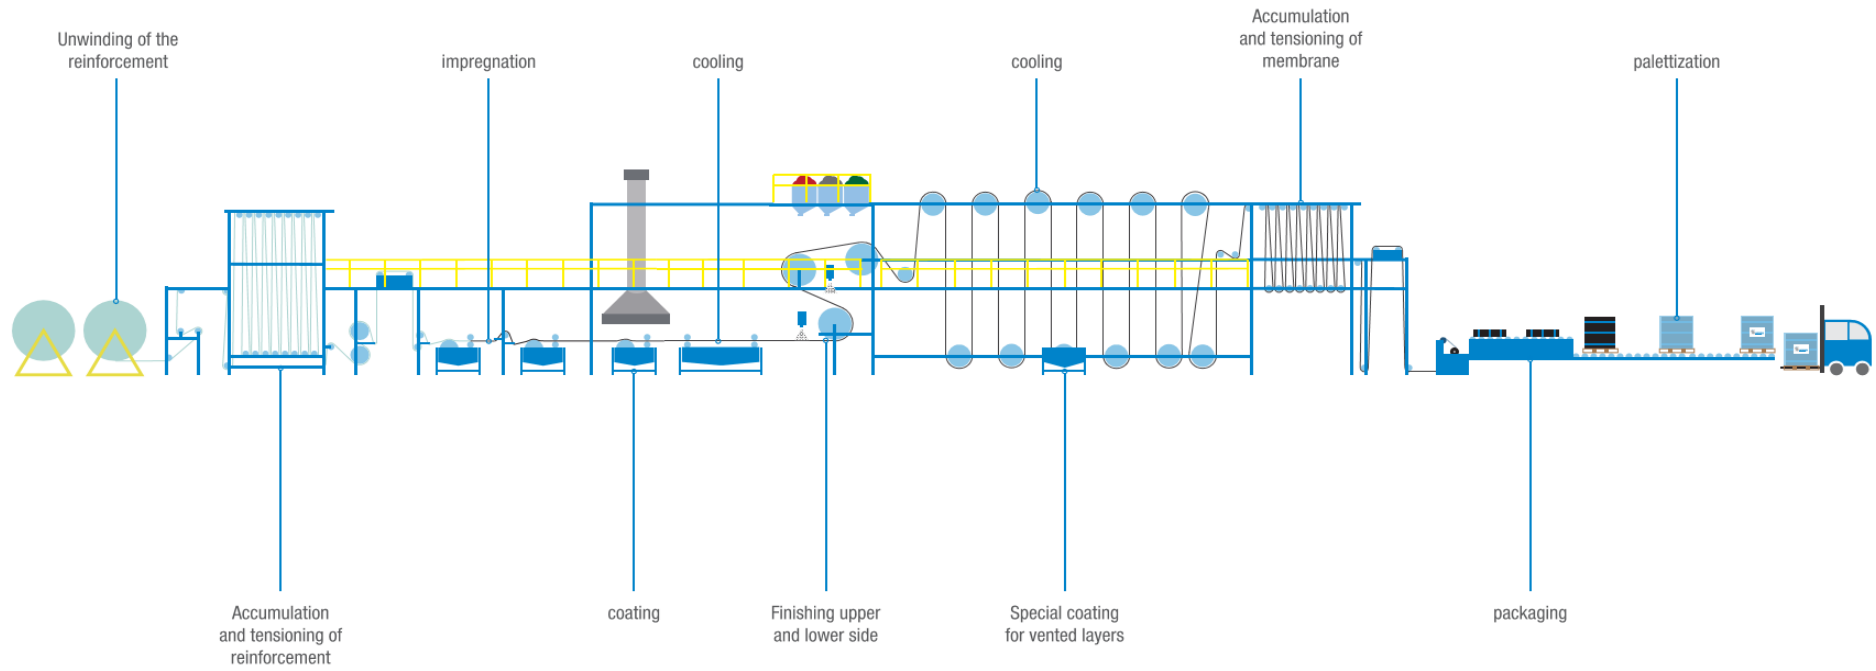 Unwinding of the
reinforcement
impregnation
cooling
cooling
Accumulation
and tensioning of
membrane
palettization
Accumulation
and tensioning of
reinforcement
coating
Finishing upper
and lower side
Special coating
for vented layers
packaging